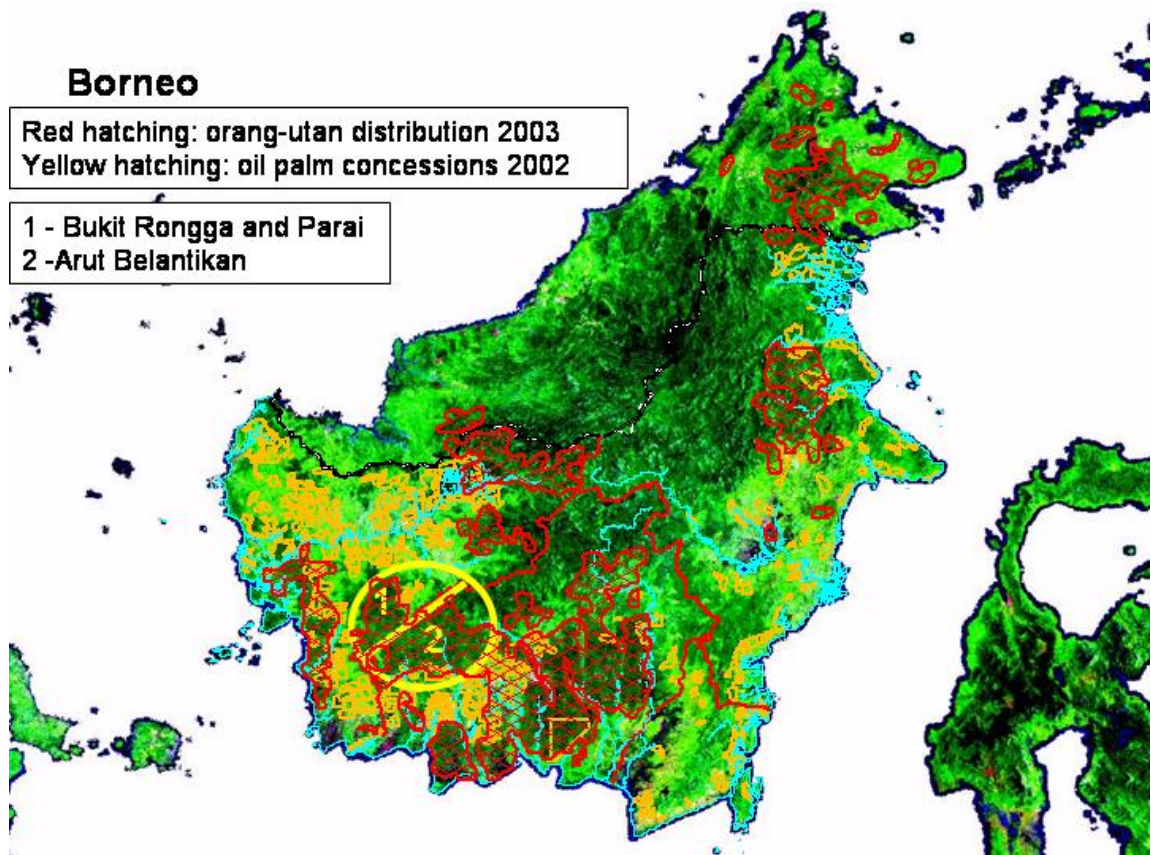 Borneo
Red hatching: orang-utan distribution 2003
Yellow hatching: oil palm concessions 2002
1 - Bukit Rongga and Parai
2 -Arut Belantikan
1
2